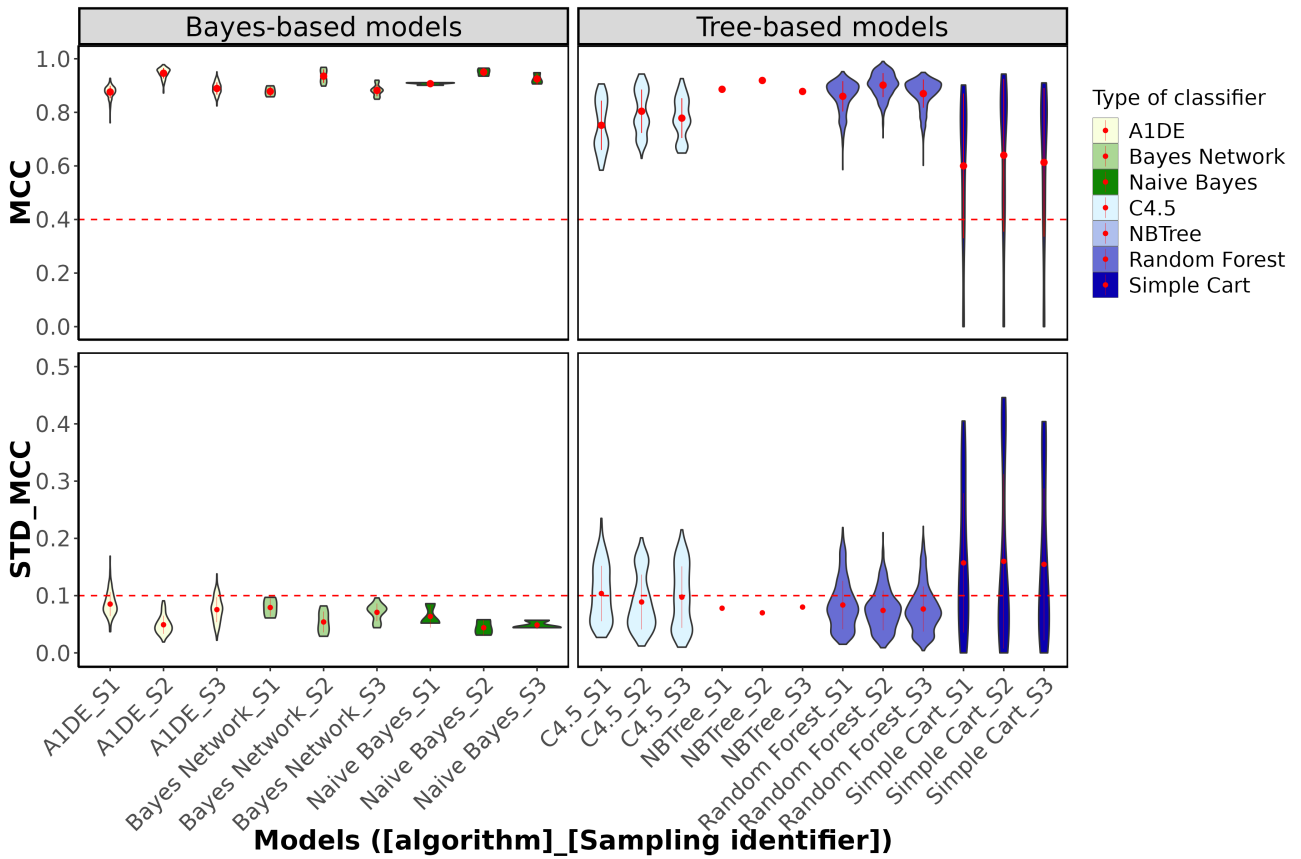 Bayes-based models
Tree-based models
MCC
1.0
0.8
0.6
0.4
0.2
0.0
STD_MCC
0.5
0.4
0.3
0.2
0.1
0.0
A1DE_S1
A1DE_S2
A1DE_S3
Bayes Network_S1
Bayes Network_S2
Bayes Network_S3
Naive Bayes_S1
Naive Bayes_S2
Naive Bayes_S3
C4.5_S1
C4.5_S2
C4.5_S3
NBTree_S1
NBTree_S2
NBTree_S3
Random Forest_S1
Random Forest_S2
Random Forest_S3
Simple Cart_S1
Simple Cart_S2
Simple Cart_S3
Models ([algorithm]_[Sampling identifier])
Type of classifier
A1DE
Bayes Network
Naive Bayes
C4.5
NBTree
Random Forest
Simple Cart